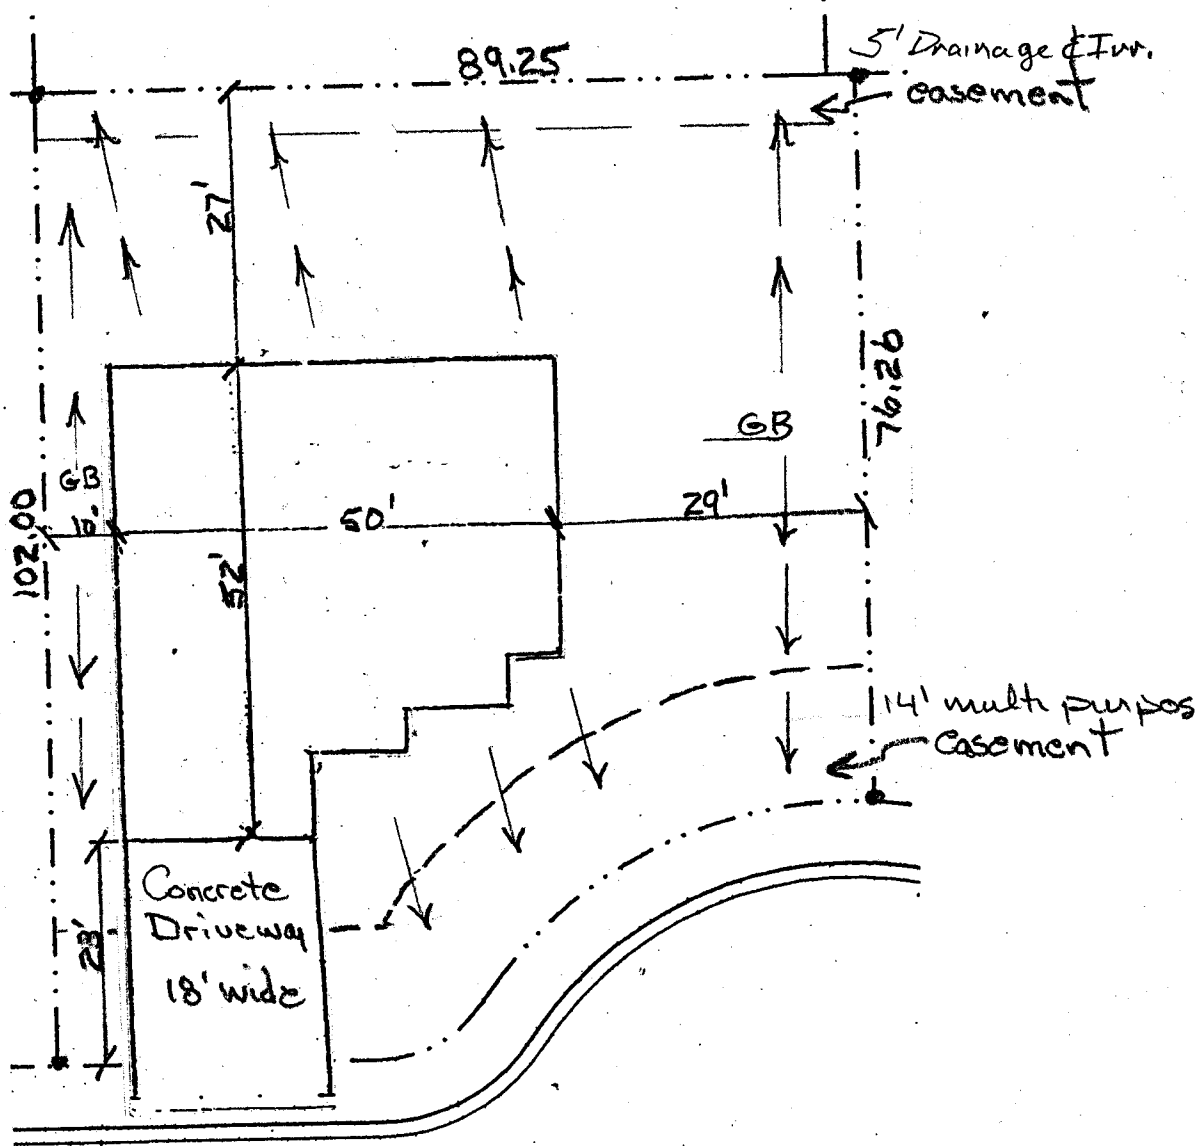 89.25
5' Drainage & Irr.
easement
27'
76.26
GB
GB
102.00
10'
50'
29'
52'
14' multi purpos
easement
Concrete
Driveway
18' wide
23'